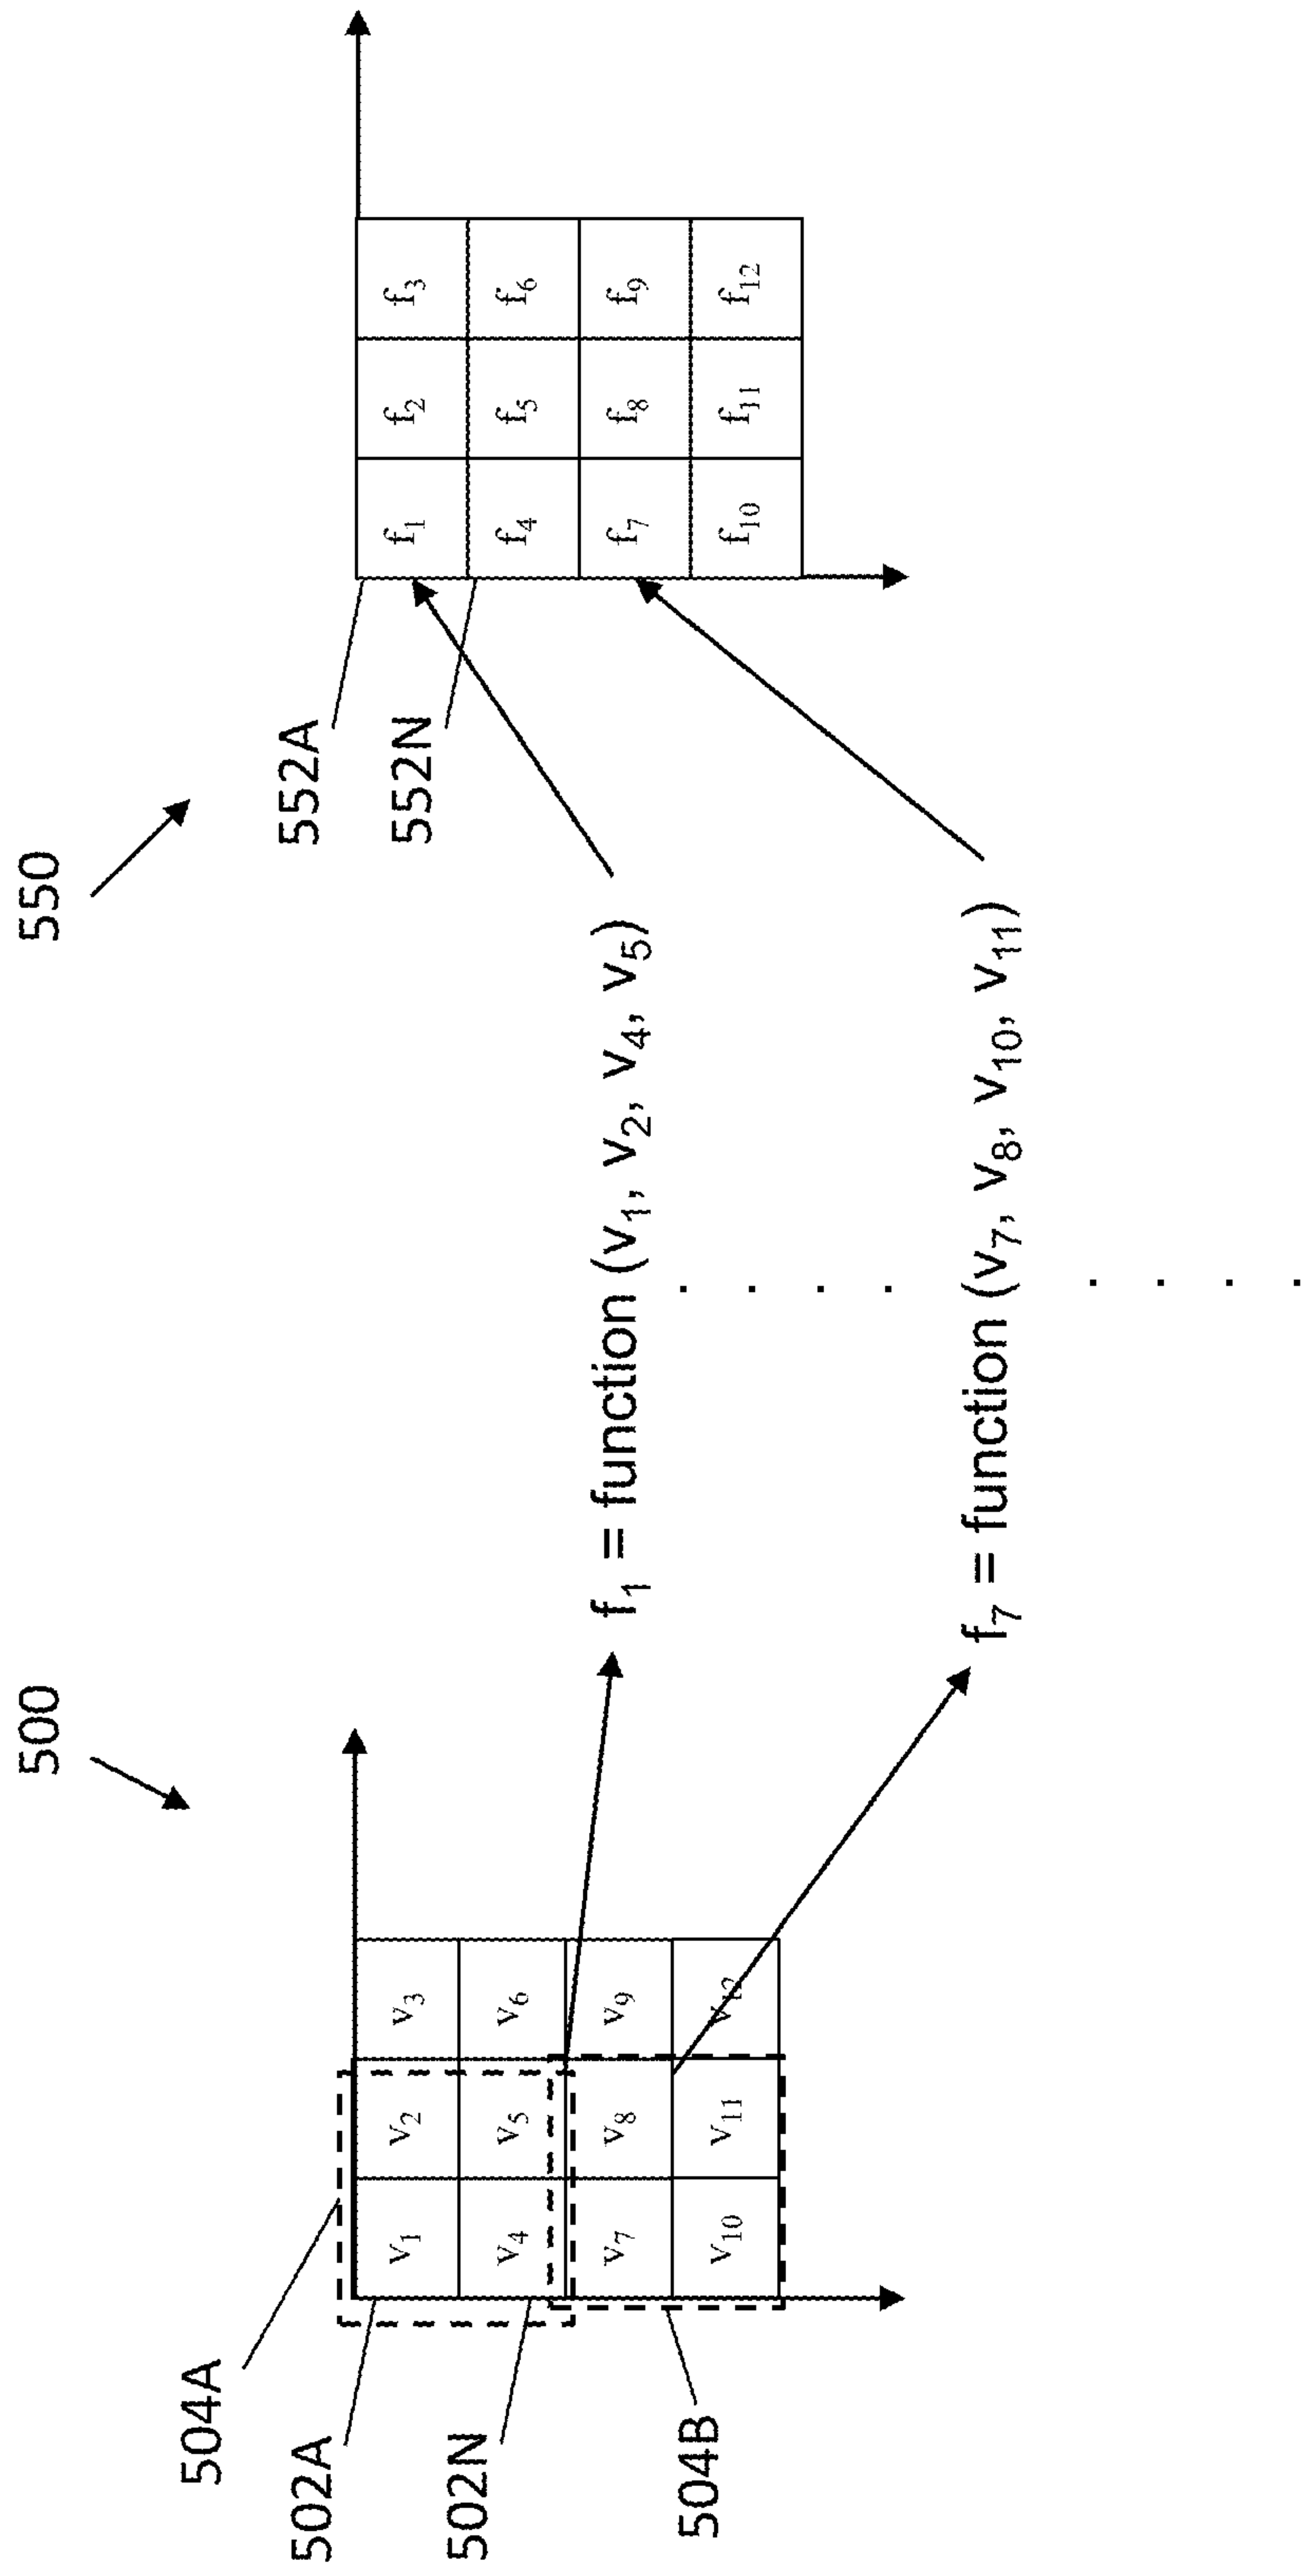 500
550
504A
502A
502N
504B
v1 v2 v3
v4 v5 v6
v7 v8 v9
v10 v11 v12
f1 = function (v1, v2, v4, v5)
. . . .
f7 = function (v7, v8, v10, v11)
. . . .
552A
552N
f1 f2 f3
f4 f5 f6
f7 f8 f9
f10 f11 f12